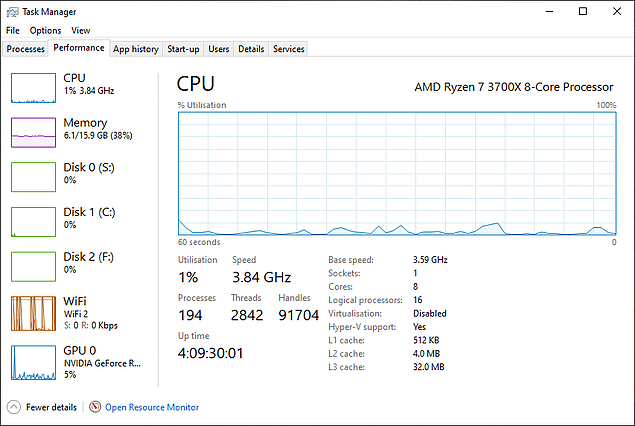 Task Manager
File Options View
Processes Performance App history Start-up Users Details Services
CPU
1% 3.84 GHz
Memory
6.1/15.9 GB (38%)
Disk 0 (S:)
0%
Disk 1 (C:)
0%
Disk 2 (F:)
0%
WiFi
WiFi 2
S: 0 R: 0 Kbps
GPU 0
NVIDIA GeForce R...
5%
CPU AMD Ryzen 7 3700X 8-Core Processor
% Utilisation 100%
60 seconds 0
Utilisation Speed
1% 3.84 GHz
Processes Threads Handles
194 2842 91704
Up time
4:09:30:01
Base speed: 3.59 GHz
Sockets: 1
Cores: 8
Logical processors: 16
Virtualisation: Disabled
Hyper-V support: Yes
L1 cache: 512 KB
L2 cache: 4.0 MB
L3 cache: 32.0 MB
Fewer details Open Resource Monitor